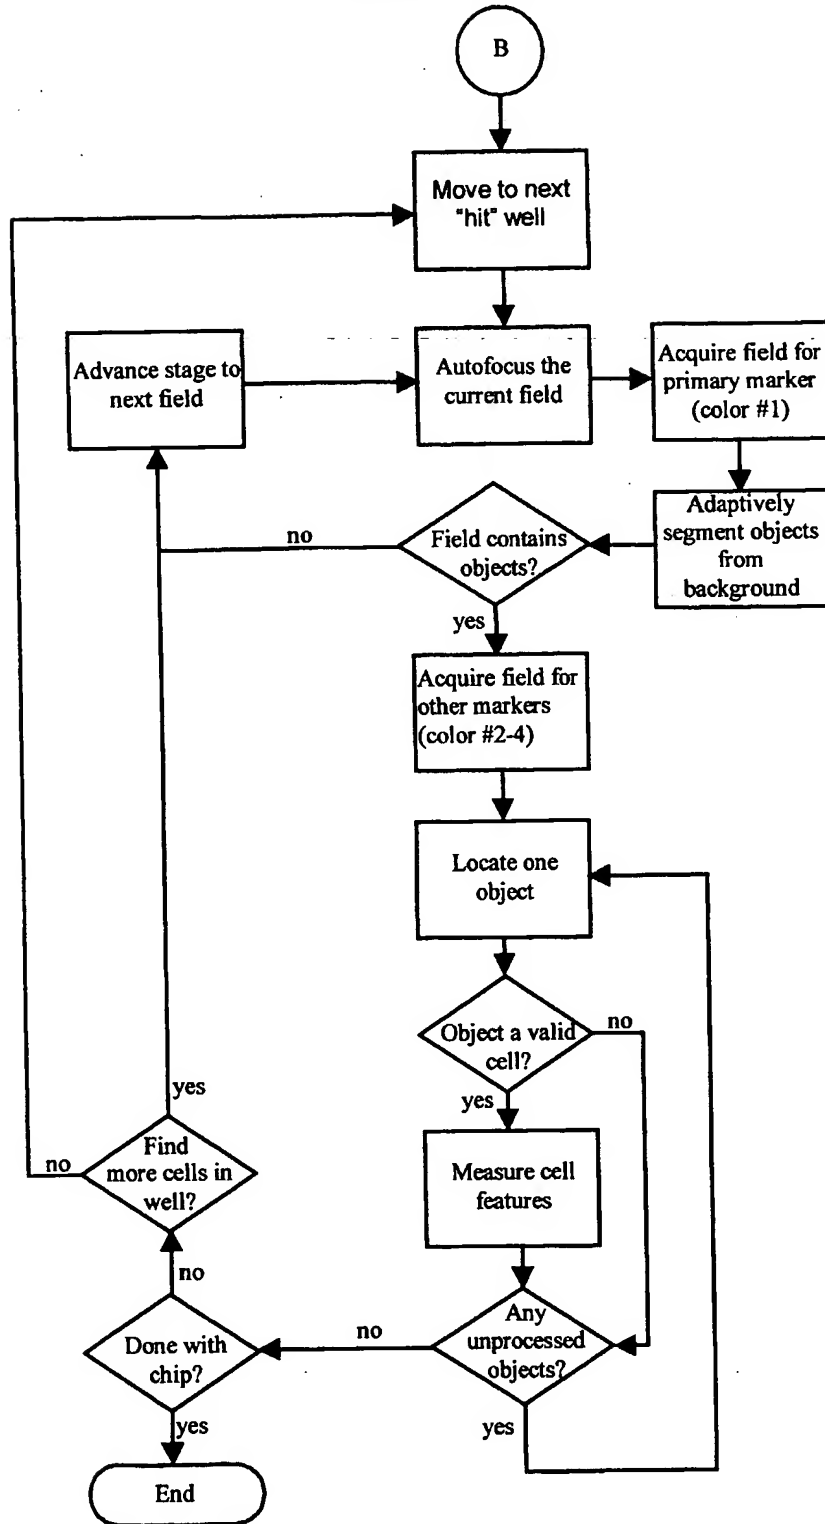 B
Move to next
"hit" well
Advance stage to
next field
Autofocus the
current field
Acquire field for
primary marker
(color #1)
Adaptively
segment objects
from
background
Field contains
objects?
no
yes
Acquire field for
other markers
(color #2-4)
Locate one
object
Object a valid
cell?
no
yes
Measure cell
features
Any
unprocessed
objects?
no
yes
Done with
chip?
no
yes
Find
more cells in
well?
yes
no
End